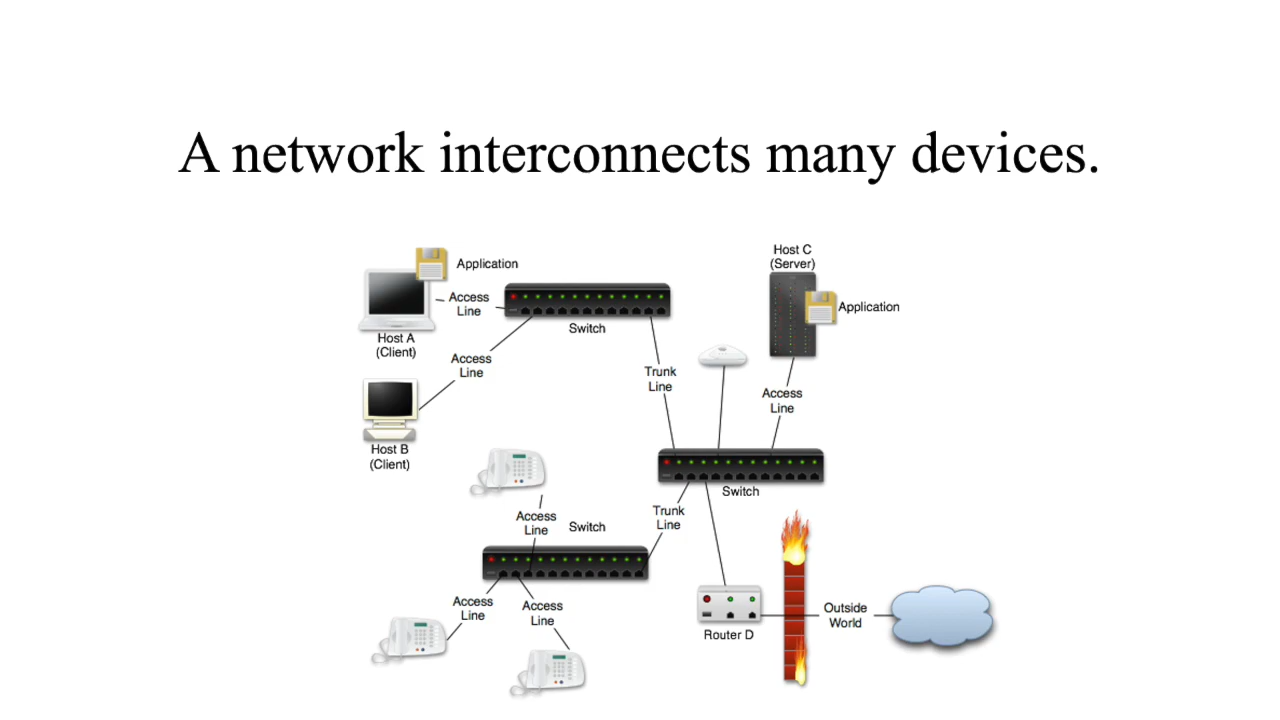 A network interconnects many devices.
Host C
(Server)
Application
Access
Line
Application
Switch
Host A
(Client)
Access
Line
Trunk
Line
Access
Line
Host B
(Client)
Switch
Trunk
Line
Access
Line
Switch
Access
Line
Access
Line
Outside
World
Router D